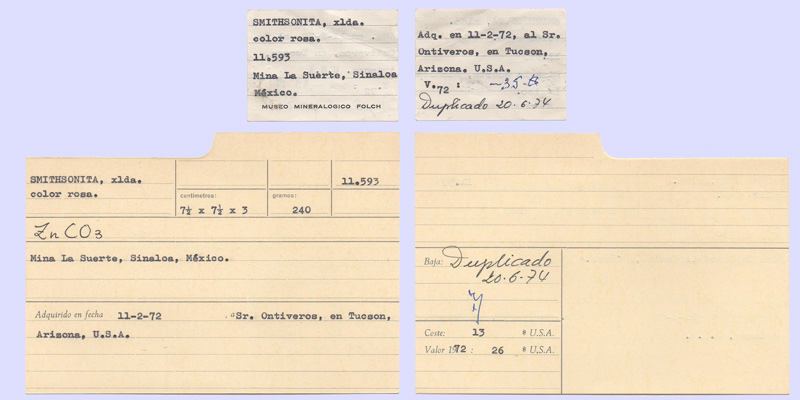 SMITHSONITA, xlda.
color rosa.
11.593
Mina La Suerte, Sinaloa
México.
MUSEO MINERALOGICO FOLCH
Adq. en 11-2-72, al Sr.
Ontiveros, en Tucson,
Arizona. U.S.A.
V.72 :
Duplicado 20.6.74
SMITHSONITA, xlda.
color rosa.
centímetros:
7½ x 7½ x 3
gramos:
240
11.593
ZnCO3
Mina La Suerte, Sinaloa, México.
Adquirido en fecha 11-2-72 a Sr. Ontiveros, en Tucson,
Arizona, U.S.A.
Baja: Duplicado
20.6.74
Coste: 13 $ U.S.A.
Valor 1972 : 26 $ U.S.A.